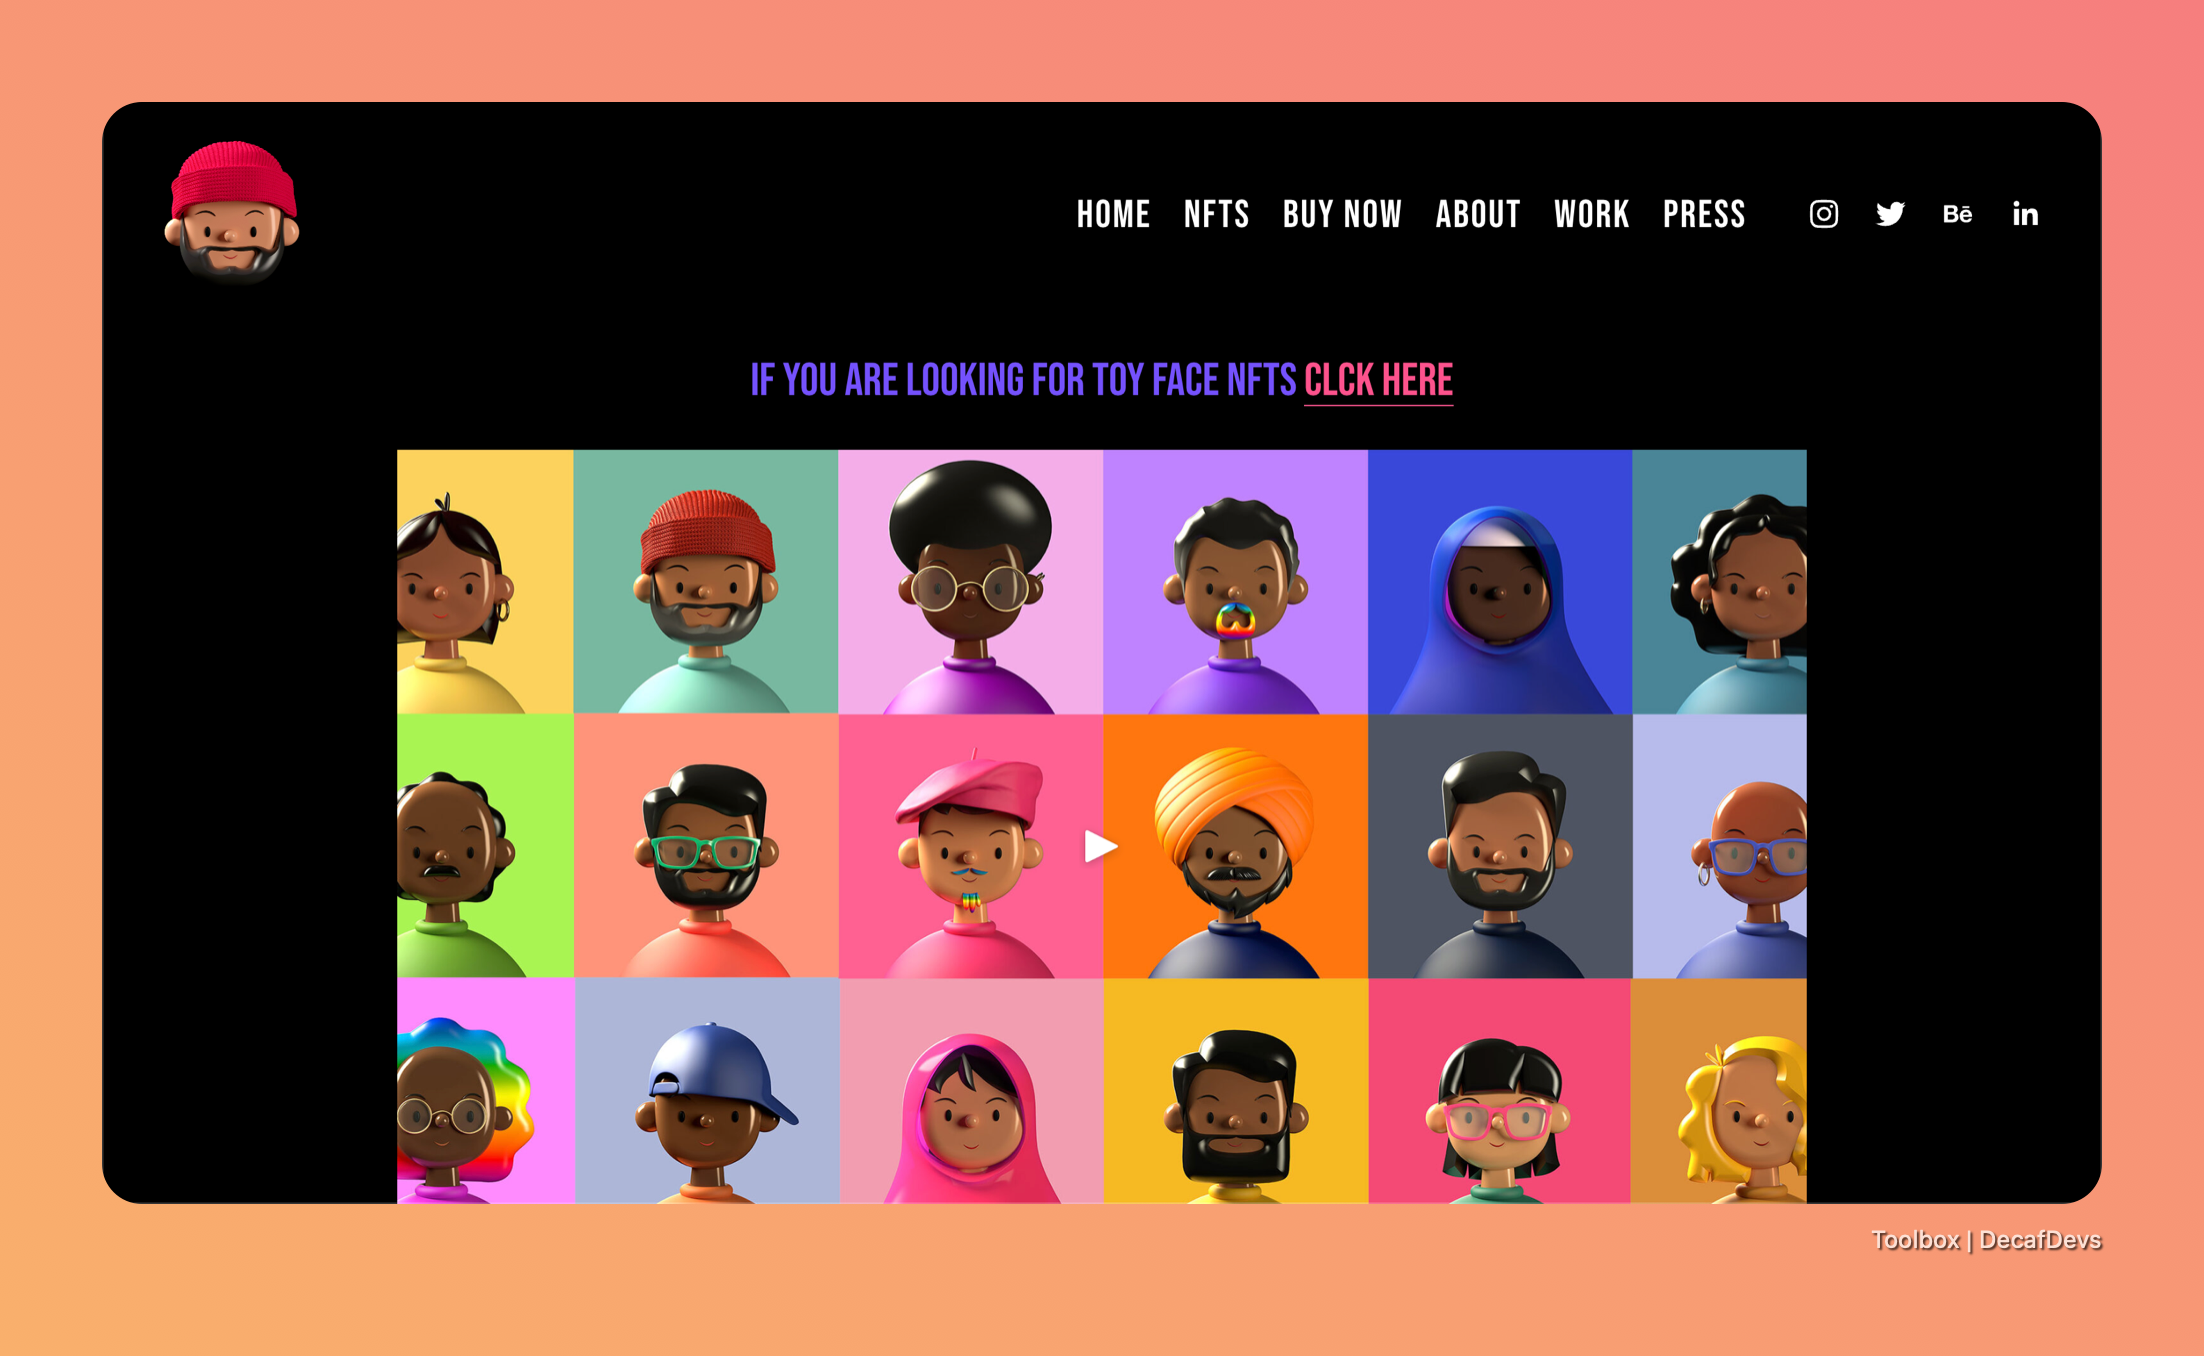 HOME NFTS BUY NOW ABOUT WORK PRESS Bē in
IF YOU ARE LOOKING FOR TOY FACE NFTS CLCK HERE
Toolbox | DecafDevs